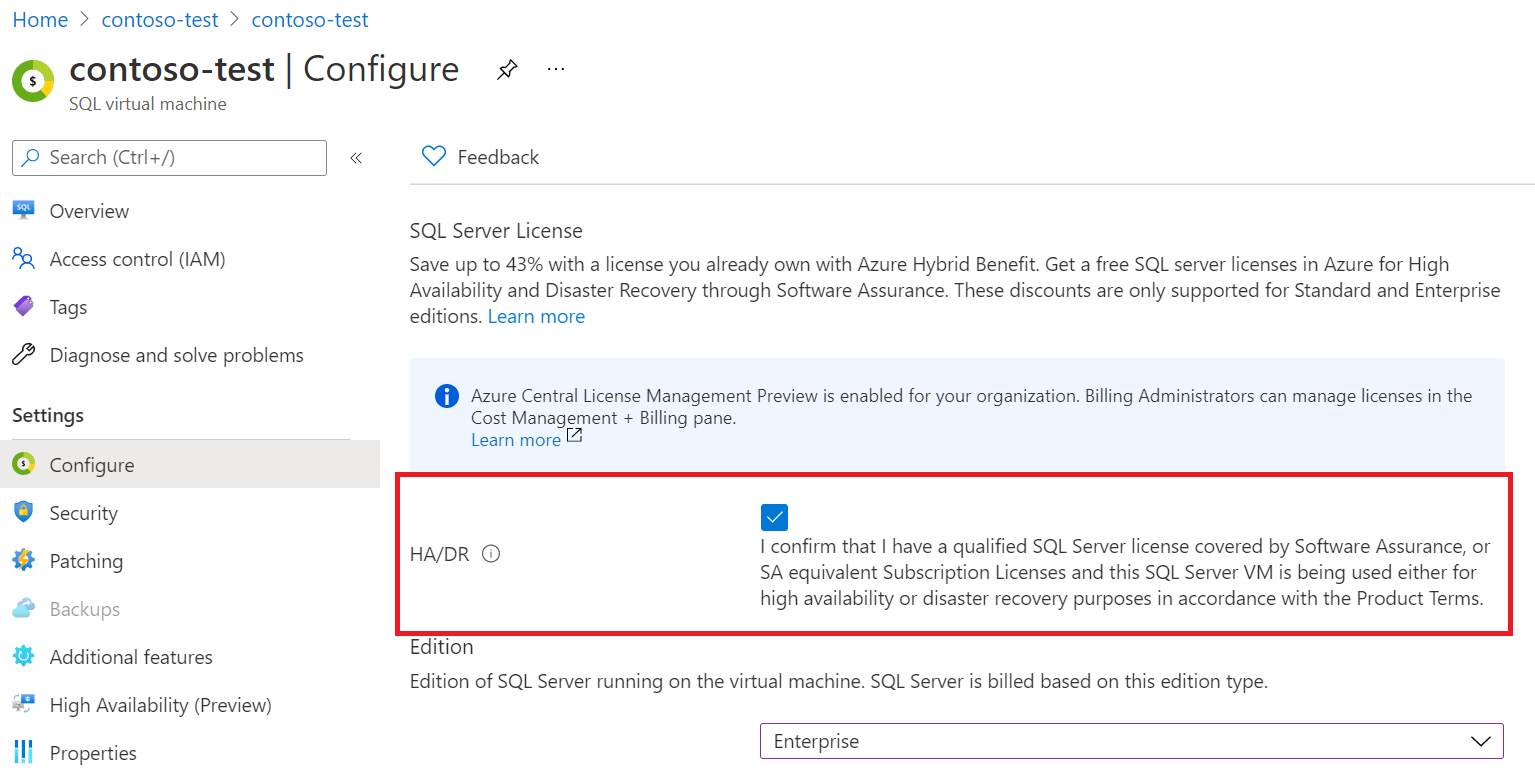 Home > contoso-test > contoso-test
contoso-test | Configure
SQL virtual machine
Search (Ctrl+/)
«
Feedback
SQL
Overview
Access control (IAM)
Tags
Diagnose and solve problems
Settings
Configure
Security
Patching
Backups
Additional features
High Availability (Preview)
Properties
SQL Server License
Save up to 43% with a license you already own with Azure Hybrid Benefit. Get a free SQL server licenses in Azure for High
Availability and Disaster Recovery through Software Assurance. These discounts are only supported for Standard and Enterprise
editions. Learn more
Azure Central License Management Preview is enabled for your organization. Billing Administrators can manage licenses in the
Cost Management + Billing pane.
Learn more
HA/DR
I confirm that I have a qualified SQL Server license covered by Software Assurance, or
SA equivalent Subscription Licenses and this SQL Server VM is being used either for
high availability or disaster recovery purposes in accordance with the Product Terms.
Edition
Edition of SQL Server running on the virtual machine. SQL Server is billed based on this edition type.
Enterprise